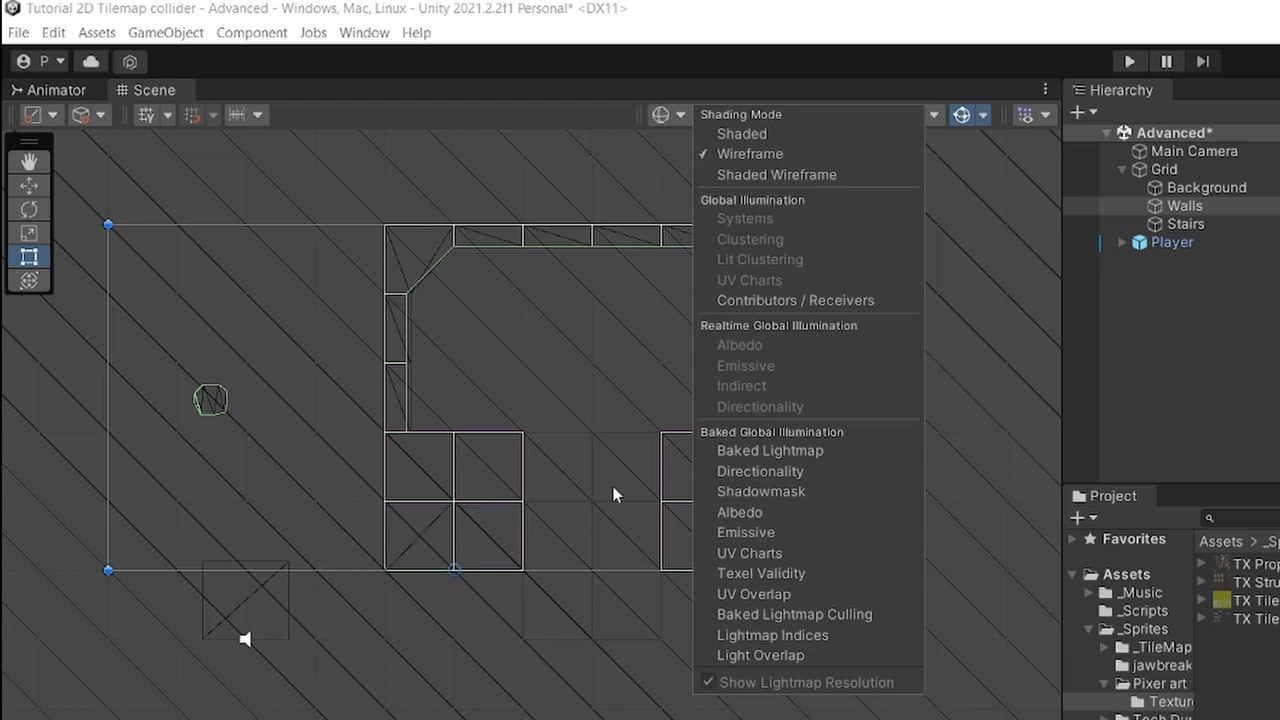 Tutorial 2D Tilemap collider - Advanced - Windows, Mac, Linux - Unity 2021.2.2f1 Personal* <DX11>
File Edit Assets GameObject Component Jobs Window Help
P
Animator Scene
Hierarchy
Advanced*
Main Camera
Grid
Background
Walls
Stairs
Player
Shading Mode
Shaded
Wireframe
Shaded Wireframe
Global Illumination
Systems
Clustering
Lit Clustering
UV Charts
Contributors / Receivers
Realtime Global Illumination
Albedo
Emissive
Indirect
Directionality
Baked Global Illumination
Baked Lightmap
Directionality
Shadowmask
Albedo
Emissive
UV Charts
Texel Validity
UV Overlap
Baked Lightmap Culling
Lightmap Indices
Light Overlap
Show Lightmap Resolution
Project
Favorites
Assets
_Music
_Scripts
_Sprites
_TileMap
jawbreak
Pixer art
Textur
Assets > _Sp
TX Prop
TX Stru
TX Tile
TX Tile